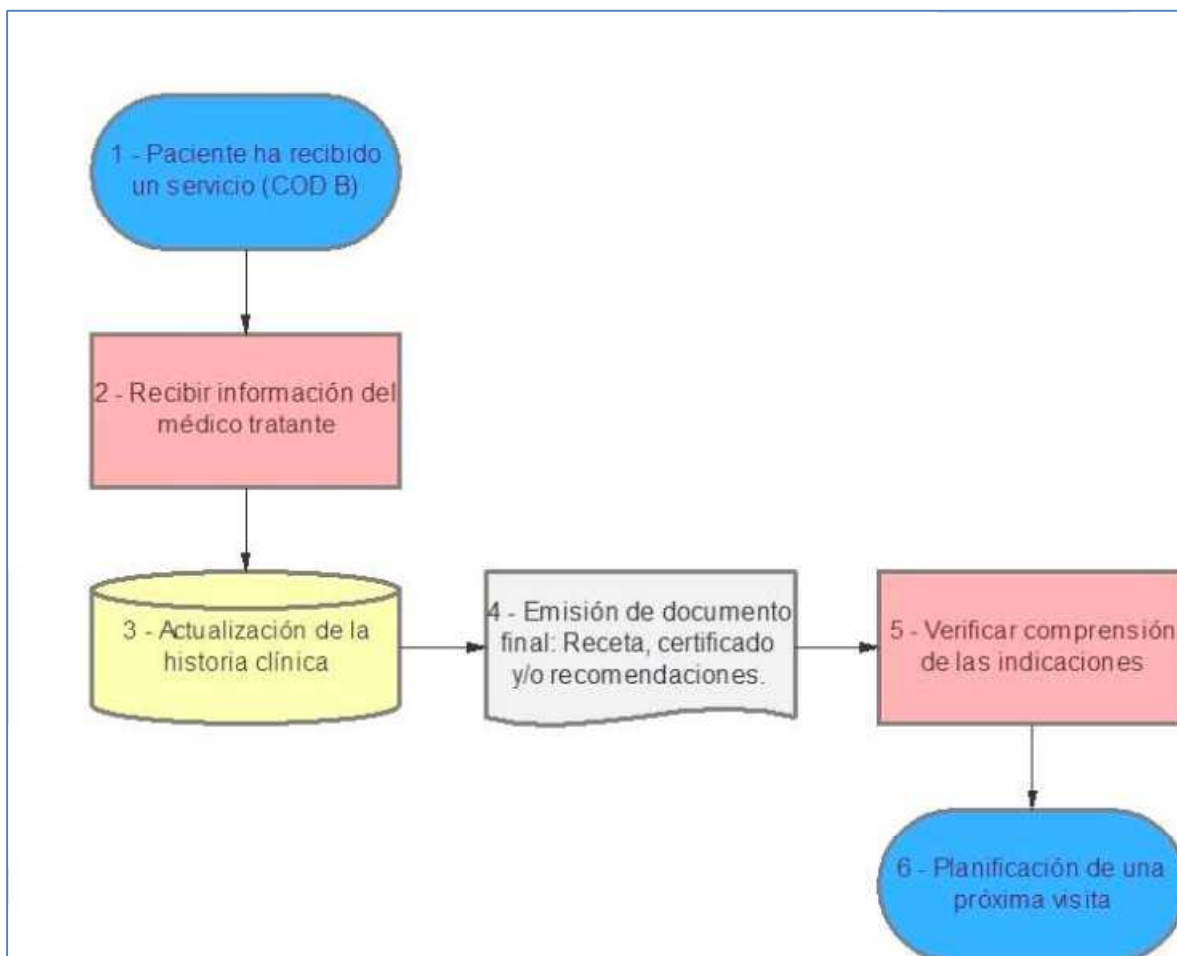 1 - Paciente ha recibido
un servicio (COD B)
2 - Recibir información del
médico tratante
3 - Actualización de la
historia clínica
4 - Emisión de documento
final: Receta, certificado
y/o recomendaciones.
5 - Verificar comprensión
de las indicaciones
6 - Planificación de una
próxima visita